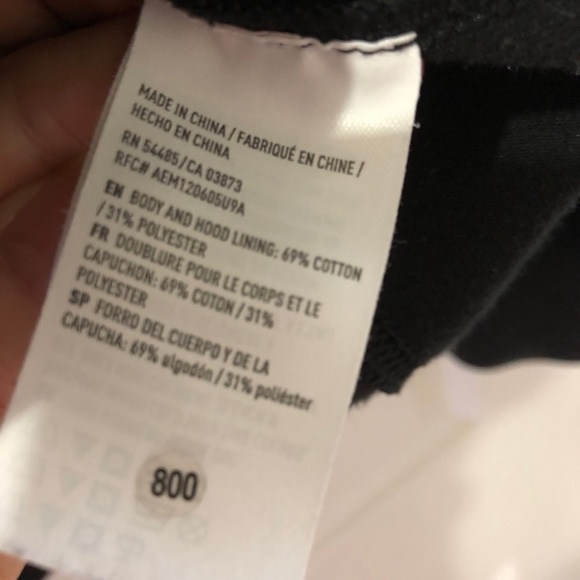 MADE IN CHINA / FABRIQUÉ EN CHINE /
HECHO EN CHINA
RN 54485/CA 03873
RFC# AEM120605U9A
EN BODY AND HOOD LINING: 69% COTTON
/ 31% POLYESTER
FR DOUBLURE POUR LE CORPS ET LE
CAPUCHON: 69% COTON / 31%
POLYESTER
SP FORRO DEL CUERPO Y DE LA
CAPUCHA: 69% algodón / 31% poliéster
800